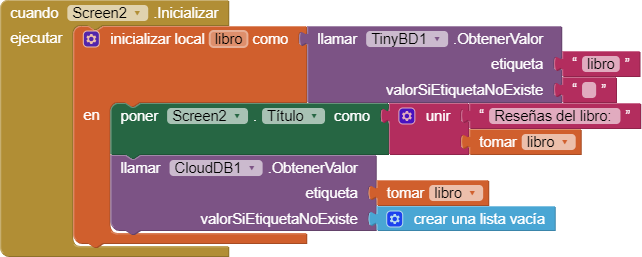 cuando Screen2 .Inicializar
ejecutar inicializar local libro como llamar TinyBD1 .ObtenerValor
etiqueta " libro "
valorSiEtiquetaNoExiste " "
en poner Screen2 . Título como unir " Reseñas del libro: "
tomar libro
llamar CloudDB1 .ObtenerValor
etiqueta tomar libro
valorSiEtiquetaNoExiste crear una lista vacía